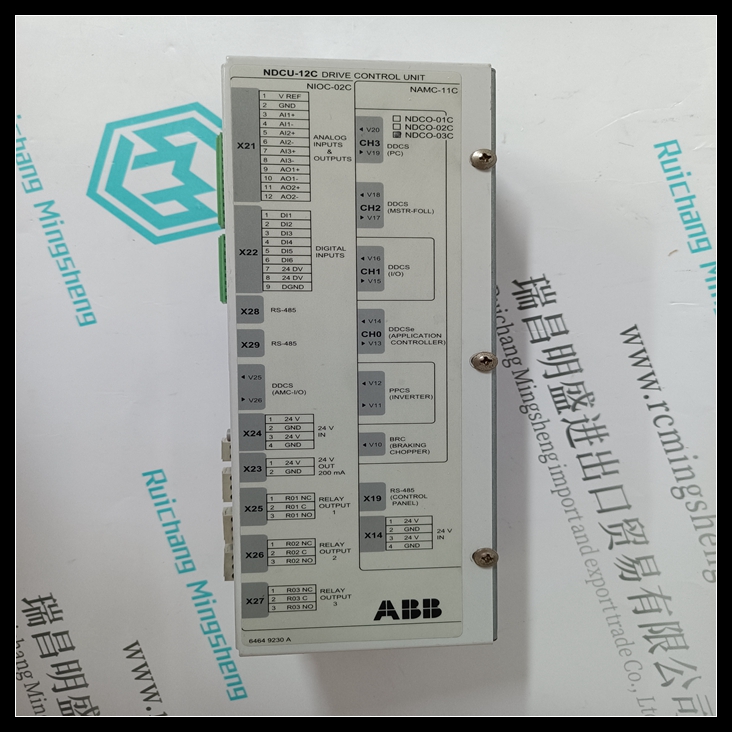 NDCU-12C DRIVE CONTROL UNIT
NIOC-02C
NAMC-11C
X21
1 V REF
2 GND
3 AI1+
4 AI1-
5 AI2+
6 AI2-
7 AI3+
8 AI3-
9 AO1+
10 AO1-
11 AO2+
12 AO2-
ANALOG
INPUTS
&
OUTPUTS
X22
1 DI1
2 DI2
3 DI3
4 DI4
5 DI5
6 DI6
7 24 DV
8 24 DV
9 DGND
DIGITAL
INPUTS
X28
RS-485
X29
RS-485
V25
V26
DDCS
(AMC-I/O)
X24
1 24 V
2 GND
3 24 V
4 GND
24 V
IN
X23
1 24 V
2 GND
24 V
OUT
200 mA
X25
1 R01 NC
2 R01 C
3 R01 NO
RELAY
OUTPUT
1
X26
1 R02 NC
2 R02 C
3 R02 NO
RELAY
OUTPUT
2
X27
1 R03 NC
2 R03 C
3 R03 NO
RELAY
OUTPUT
3
6464 9230 A
NDCO-01C
NDCO-02C
NDCO-03C
V20
CH3
V19
DDCS
(PC)
V18
CH2
V17
DDCS
(MSTR-FOLL)
V16
CH1
V15
DDCS
(I/O)
V14
CH0
V13
DDCSe
(APPLICATION
CONTROLLER)
V12
V11
PPCS
(INVERTER)
V10
BRC
(BRAKING
CHOPPER)
X19
RS-485
(CONTROL
PANEL)
X14
1 24 V
2 GND
3 24 V
4 GND
24 V
IN
ABB
Ruichang Mingsheng
Ruichang Mingsheng
瑞昌明盛进出口贸易有限公司
Ruichang Mingsheng import and export trade Co., Ltd
www.rcmingsheng
Ruichang Mingsheng
瑞昌明盛
Ruichang Ming
www.rcm